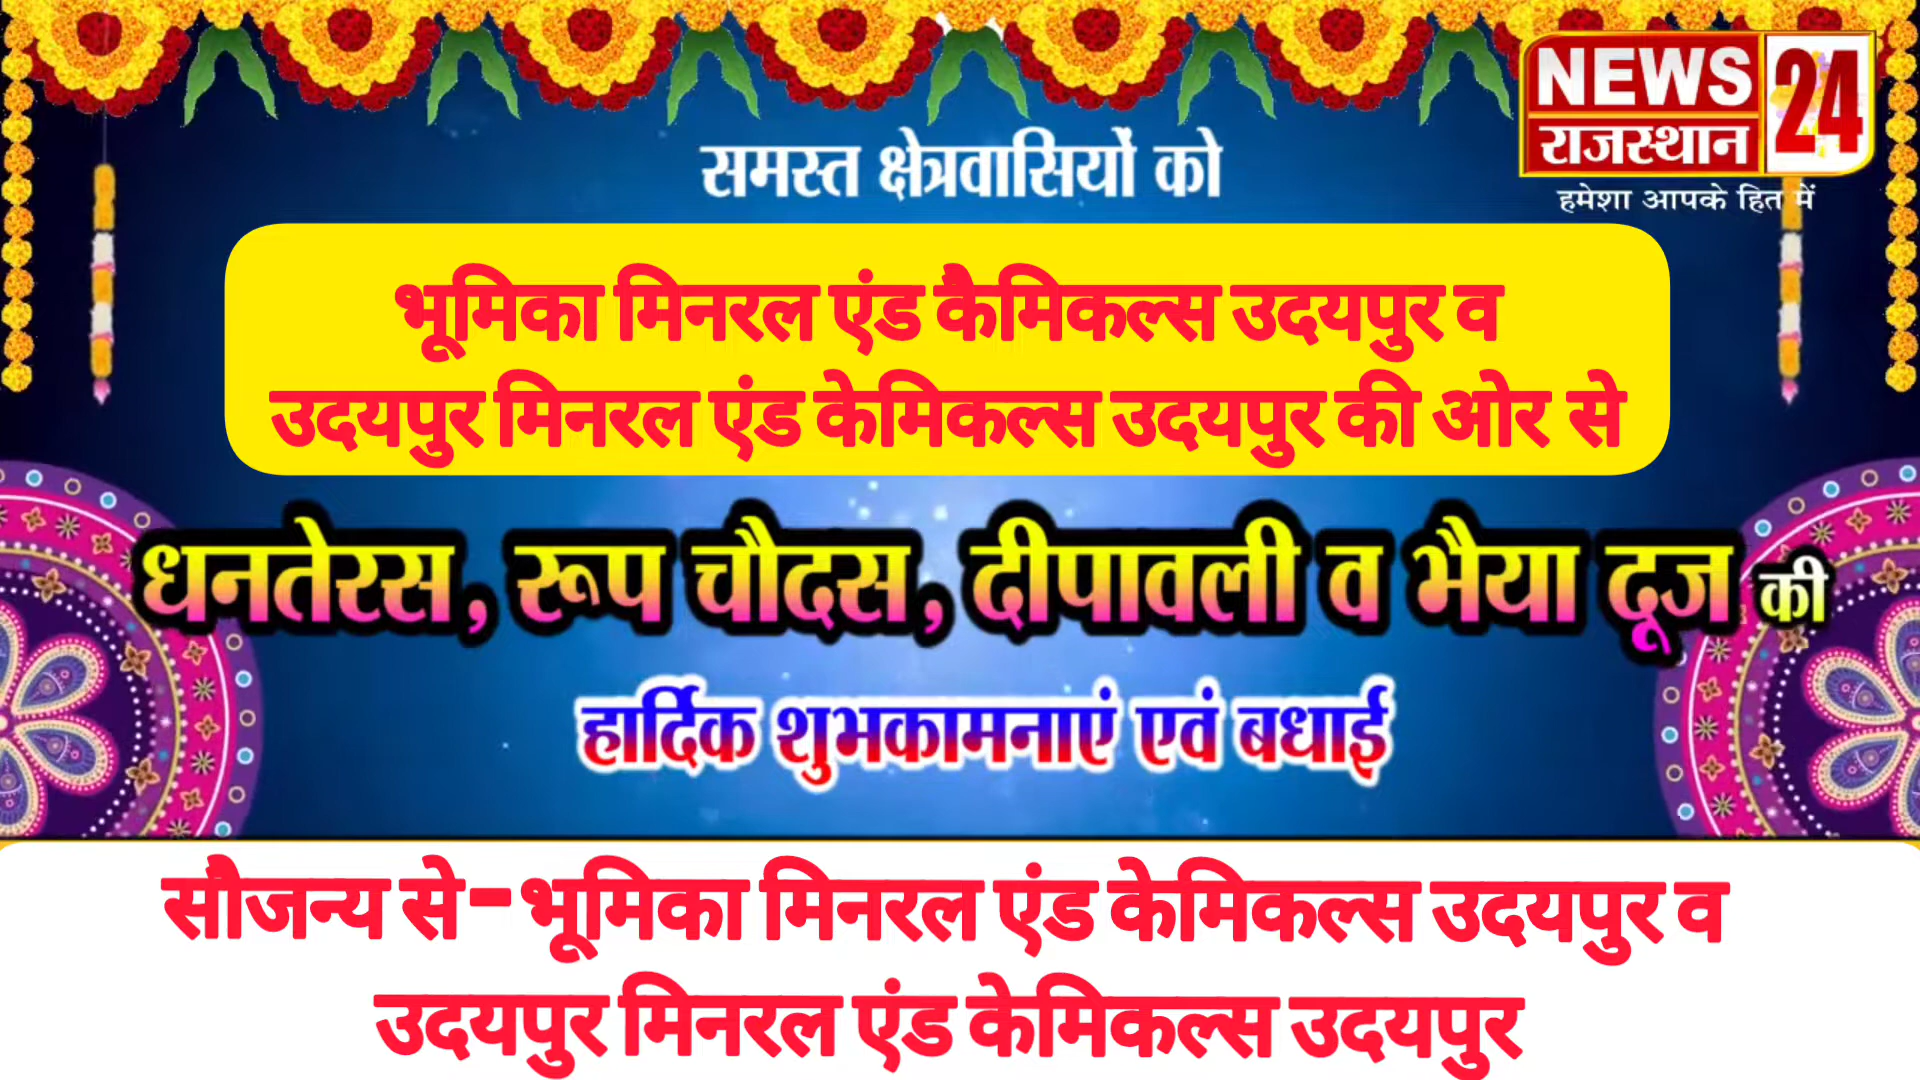 NEWS 24
राजस्थान
हमेशा आपके हित में
समस्त क्षेत्रवासियों को
भूमिका मिनरल एंड कैमिकल्स उदयपुर व
उदयपुर मिनरल एंड केमिकल्स उदयपुर की ओर से
धनतेरस, रूप चौदस, दीपावली व भैया दूज की
हार्दिक शुभकामनाएं एवं बधाई
सौजन्य से-भूमिका मिनरल एंड केमिकल्स उदयपुर व
उदयपुर मिनरल एंड केमिकल्स उदयपुर